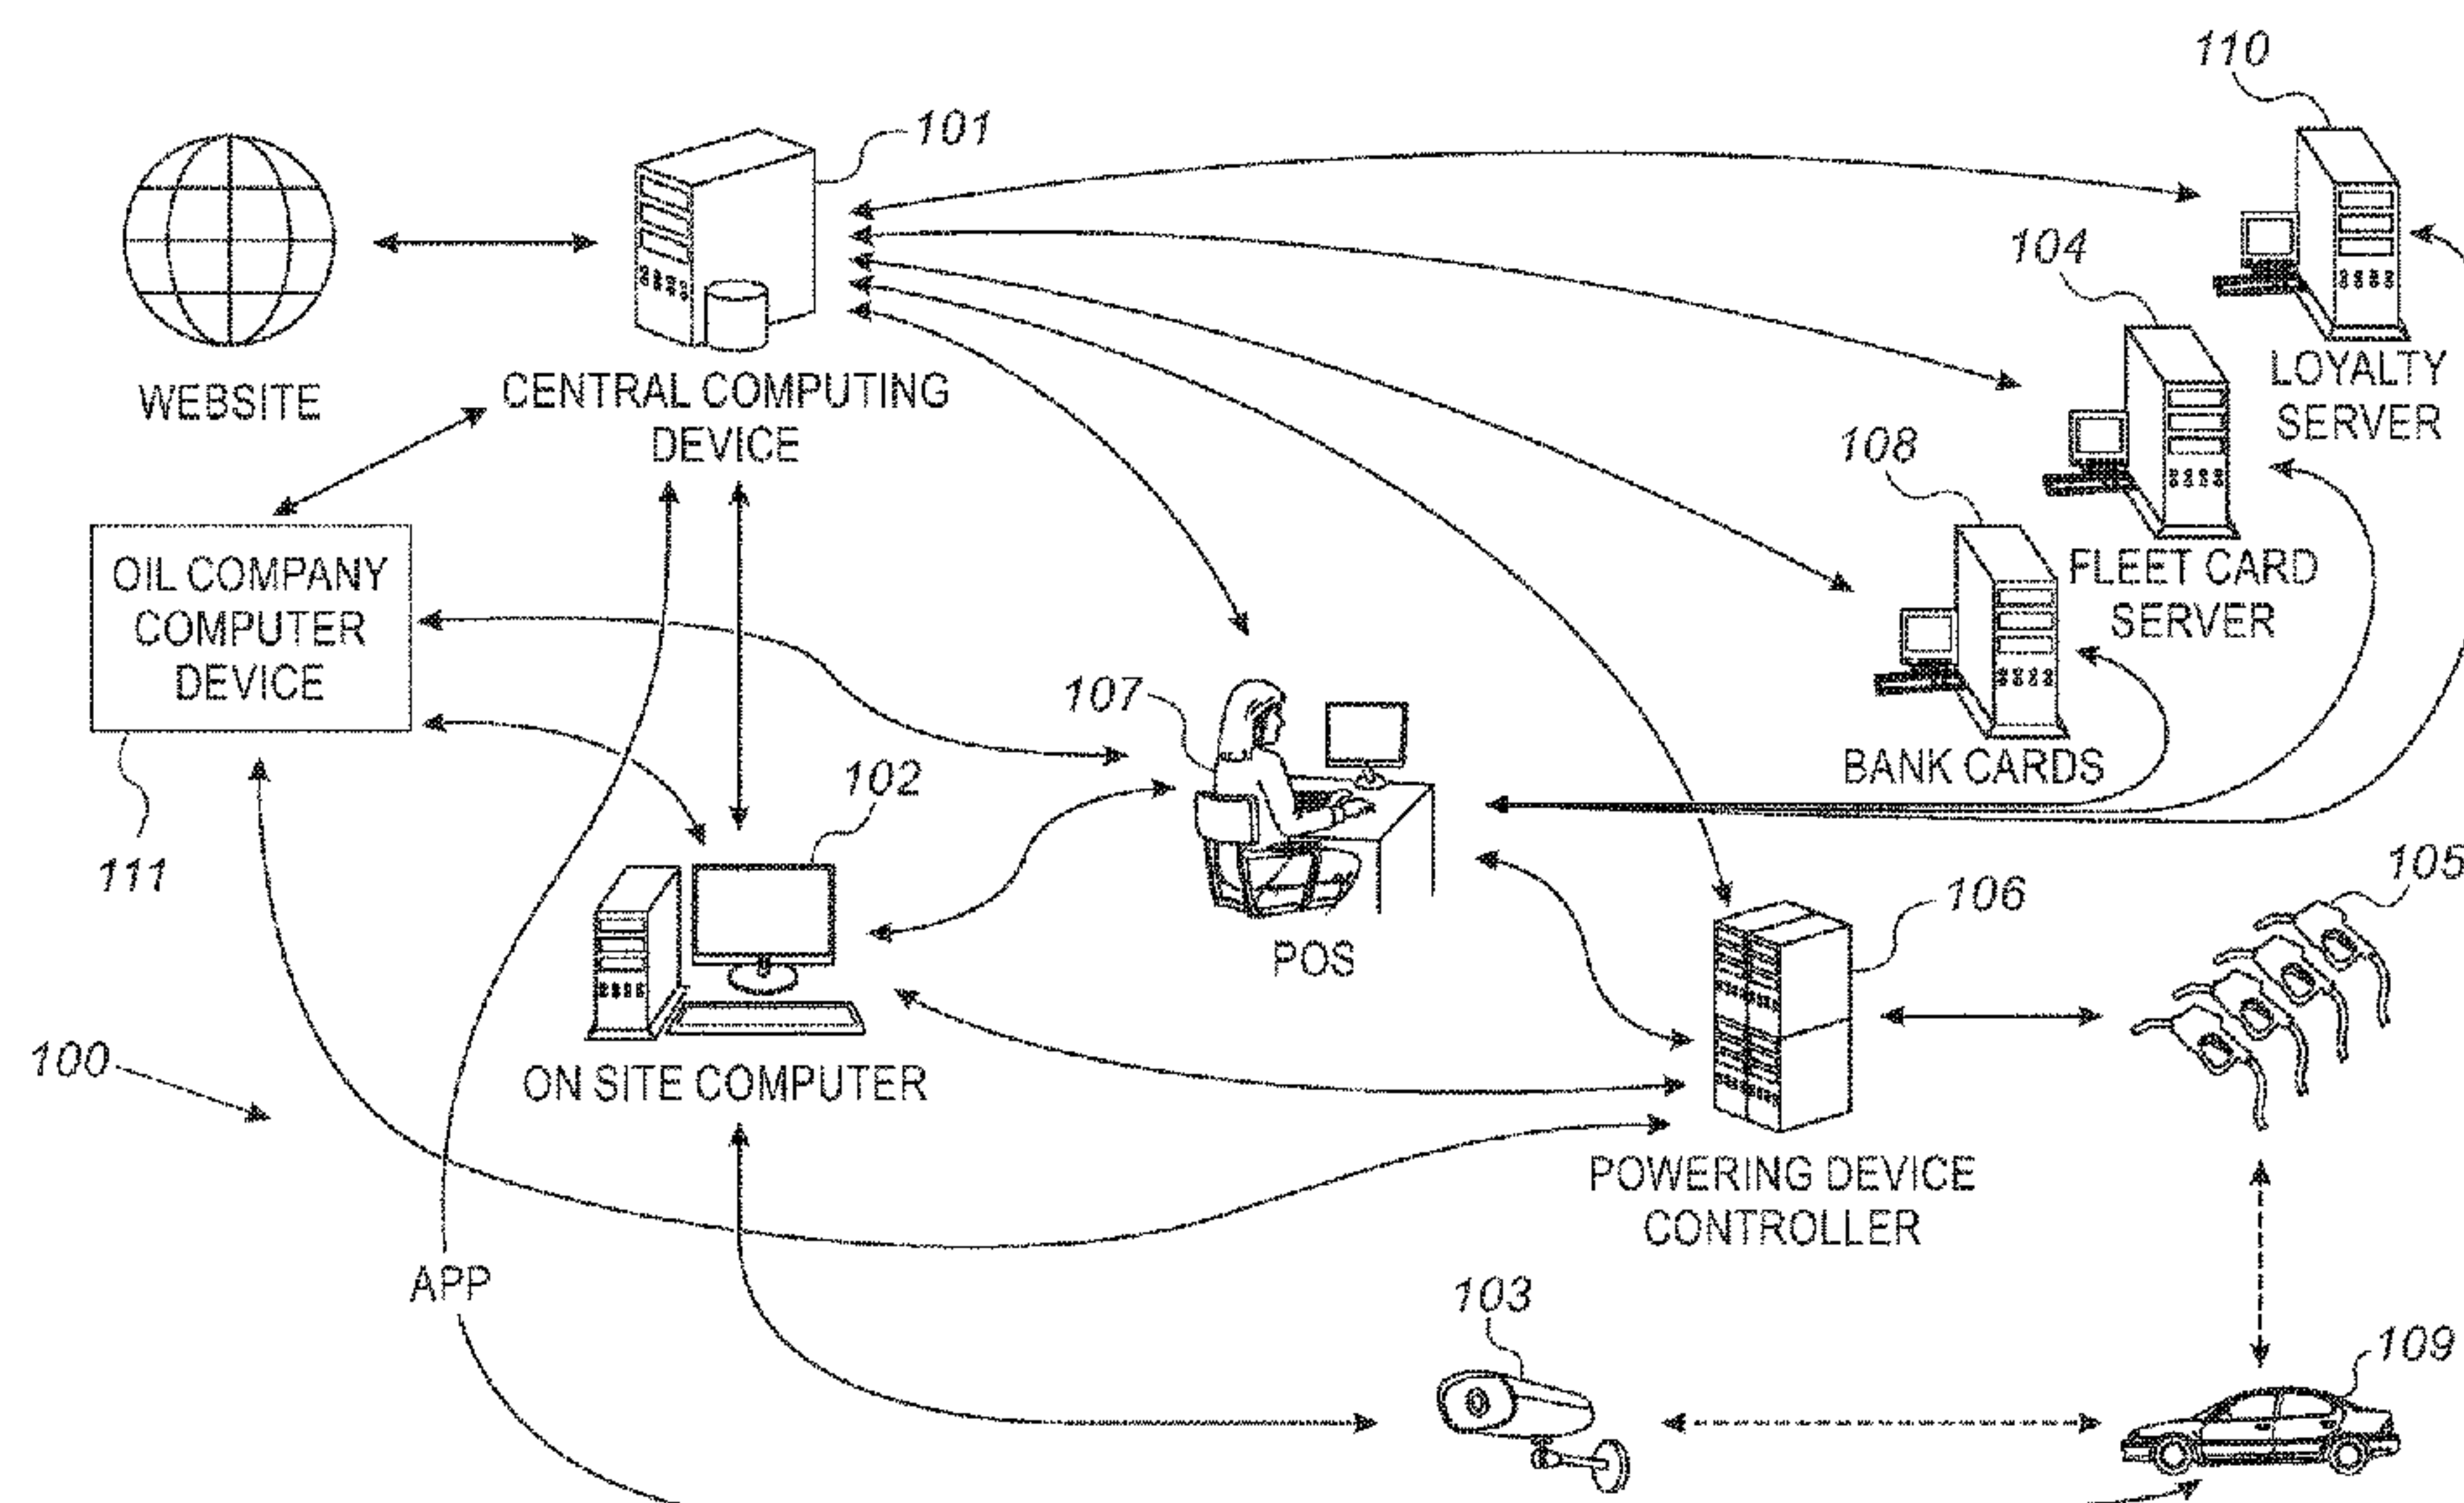 110
101
104
WEBSITE
CENTRAL COMPUTING
DEVICE
LOYALTY
SERVER
108
OIL COMPANY
COMPUTER
DEVICE
FLEET CARD
SERVER
107
102
BANK CARDS
111
105
106
POS
100
ON SITE COMPUTER
POWERING DEVICE
CONTROLLER
APP
103
109